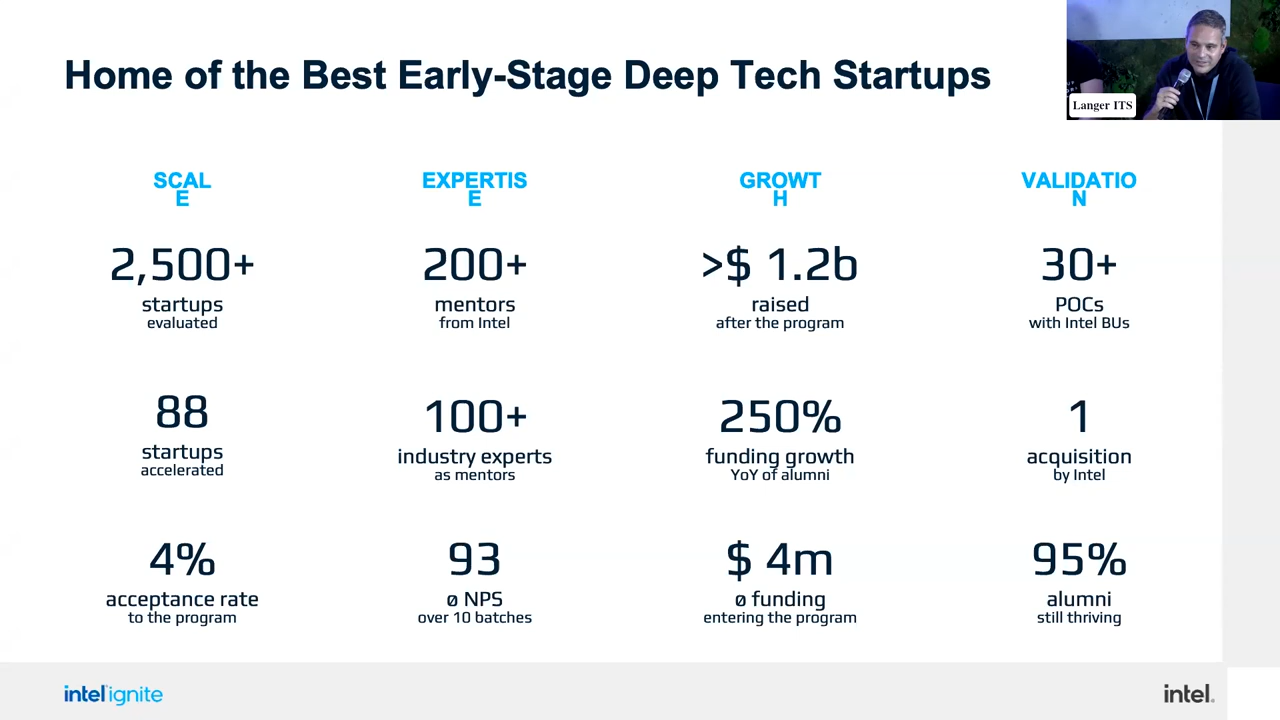 Home of the Best Early-Stage Deep Tech Startups
Langer ITS
SCAL
E
2,500+
startups
evaluated
88
startups
accelerated
4%
acceptance rate
to the program
EXPERTIS
E
200+
mentors
from Intel
100+
industry experts
as mentors
93
ø NPS
over 10 batches
GROWT
H
>$ 1.2b
raised
after the program
250%
funding growth
YoY of alumni
$ 4m
ø funding
entering the program
VALIDATIO
N
30+
POCs
with Intel BUs
1
acquisition
by Intel
95%
alumni
still thriving
intel ignite
intel.